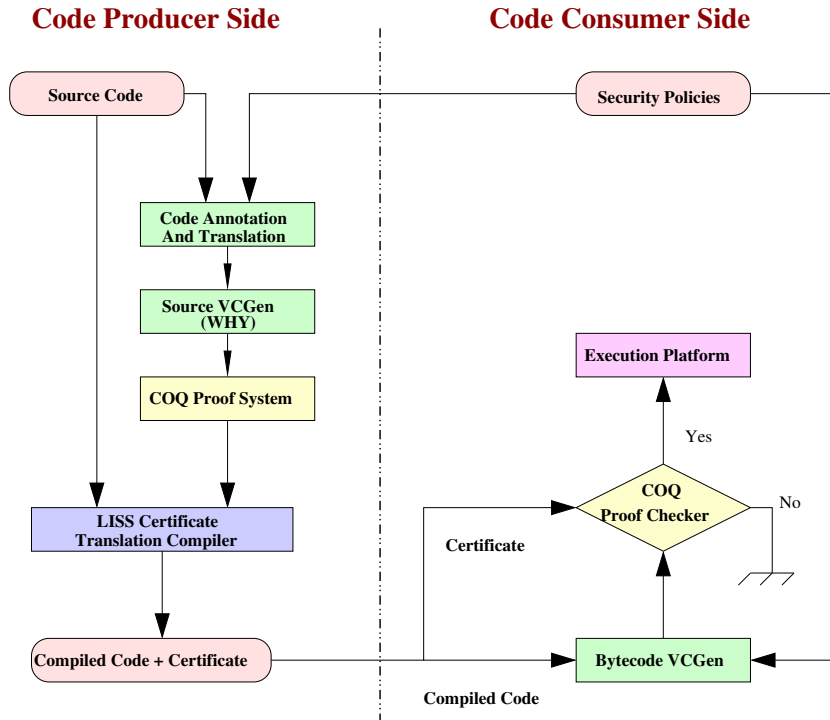 Code Producer Side
Code Consumer Side
Source Code
Security Policies
Code Annotation
And Translation
Source VCGen
(WHY)
Execution Platform
COQ Proof System
Yes
COQ
Proof Checker
No
LISS Certificate
Translation Compiler
Certificate
Compiled Code + Certificate
Bytecode VCGen
Compiled Code